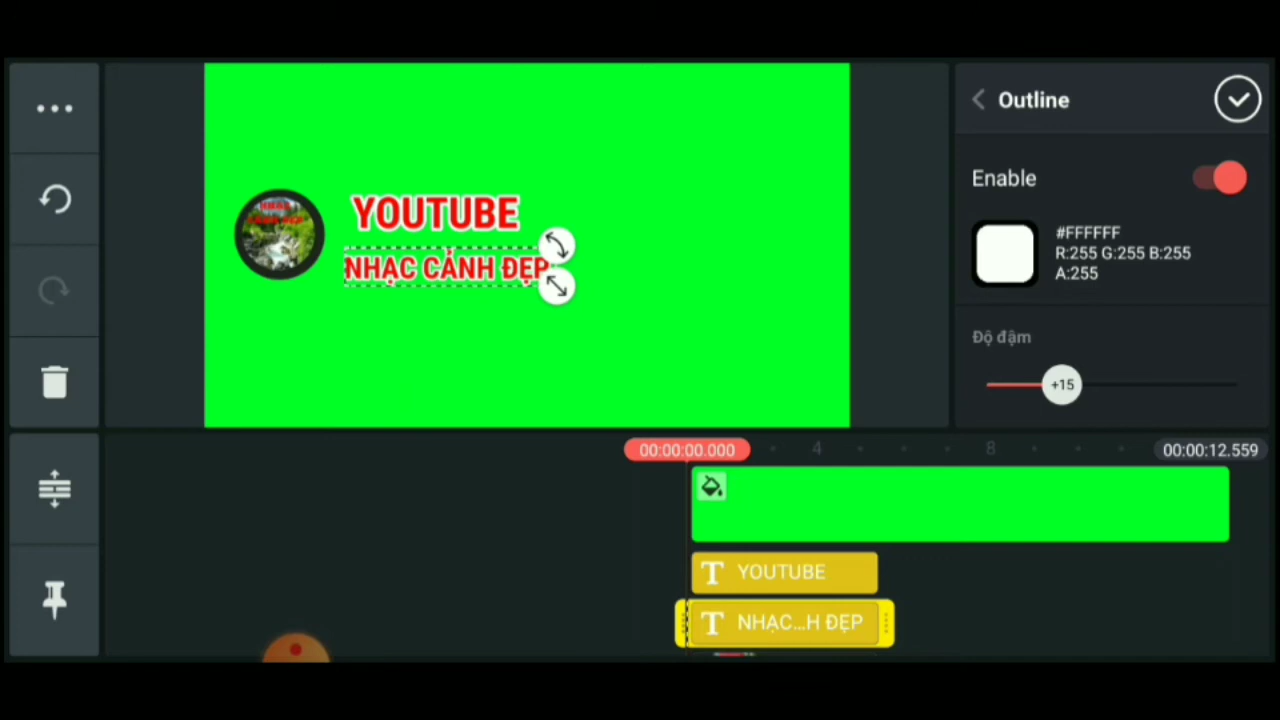 Outline
Enable
#FFFFFF
R:255 G:255 B:255
A:255
Độ đậm
+15
YOUTUBE
NHẠC CẢNH ĐẸP
00:00:00.000
4
8
00:00:12.559
T YOUTUBE
T NHẠC...H ĐẸP